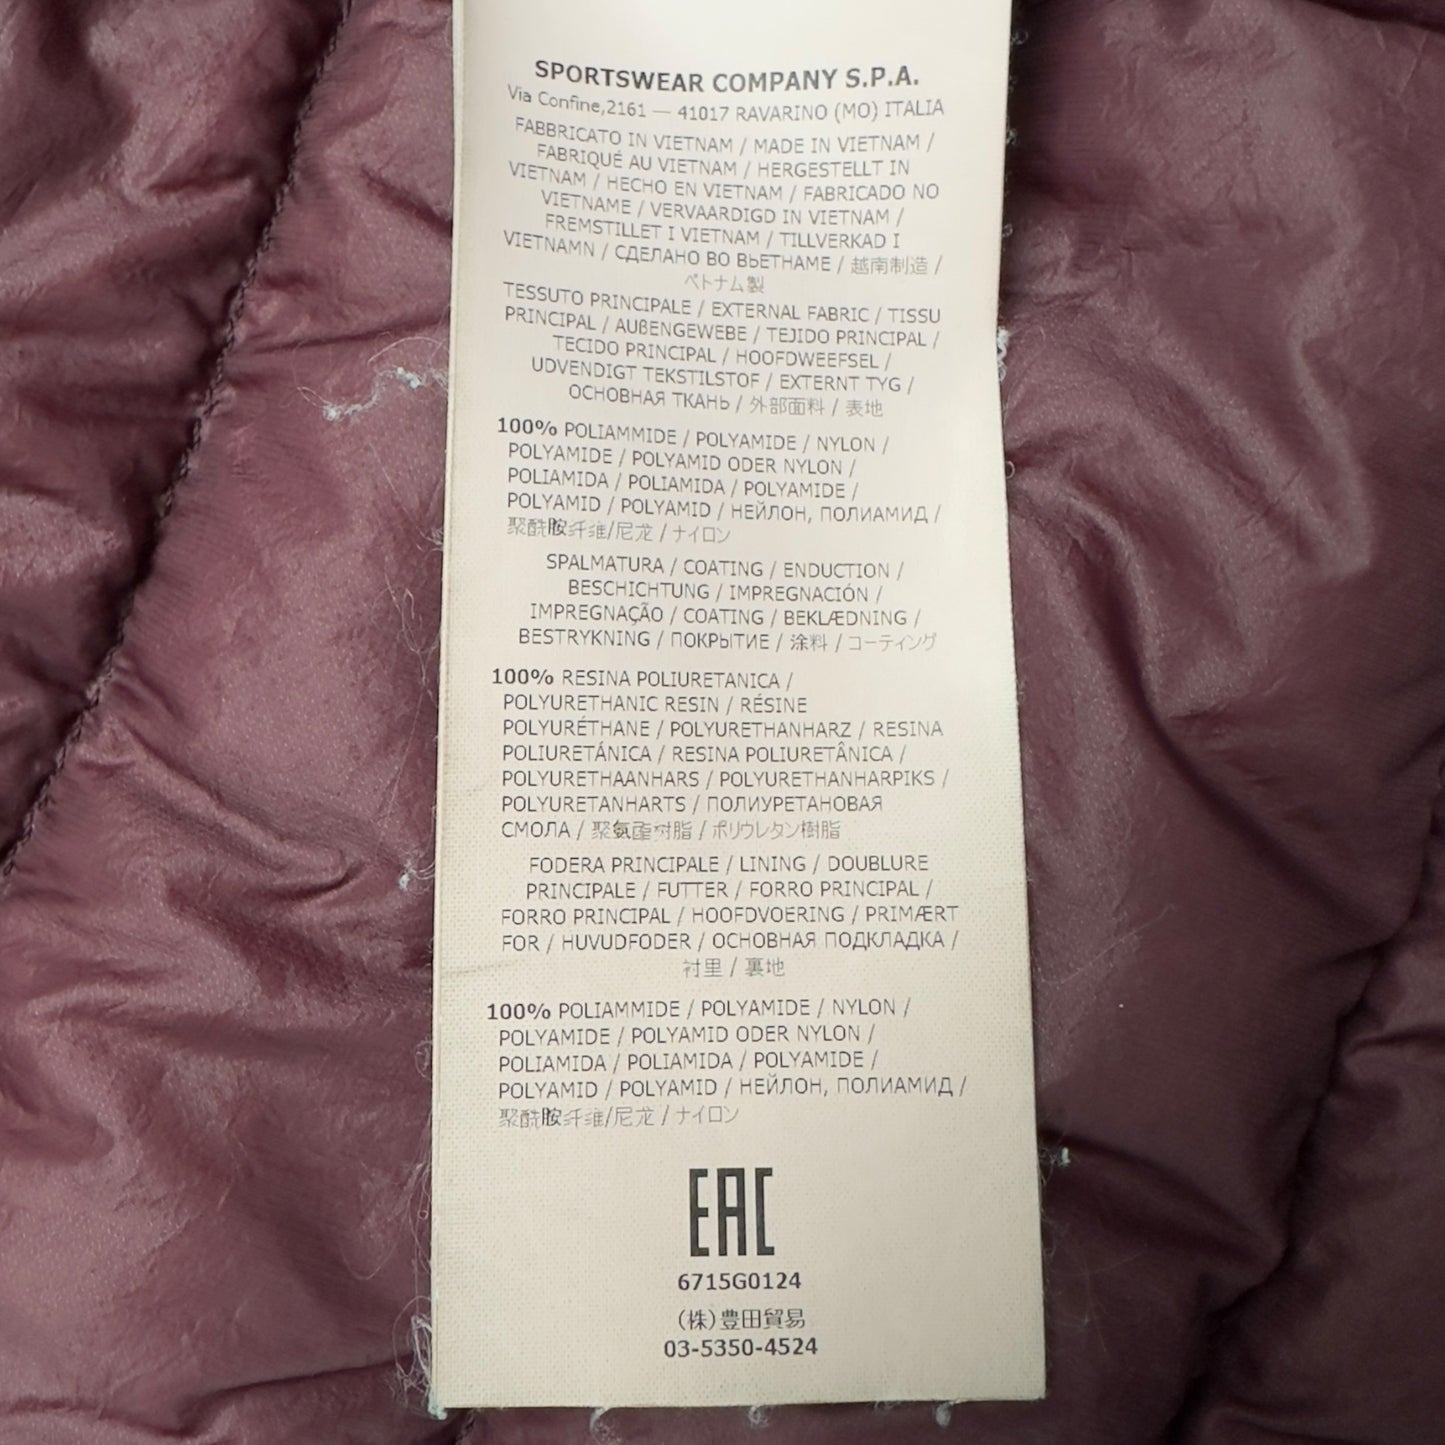 SPORTSWEAR COMPANY S.P.A.
Via Confine,2161 — 41017 RAVARINO (MO) ITALIA
FABBRICATO IN VIETNAM / MADE IN VIETNAM /
FABRIQUÉ AU VIETNAM / HERGESTELLT IN
VIETNAM / HECHO EN VIETNAM / FABRICADO NO
VIETNAME / VERVAARDIGD IN VIETNAM /
FREMSTILLET I VIETNAM / TILLVERKAD I
VIETNAMN / СДЕЛАНО ВО ВЬЕТНАМЕ / 越南制造 /
ベトナム製
TESSUTO PRINCIPALE / EXTERNAL FABRIC / TISSU
PRINCIPAL / AUßENGEWEBE / TEJIDO PRINCIPAL /
TECIDO PRINCIPAL / HOOFDWEEFSEL /
UDVENDIGT TEKSTILSTOF / EXTERNT TYG /
ОСНОВНАЯ ТКАНЬ / 外部面料 / 表地
100% POLIAMMIDE / POLYAMIDE / NYLON /
POLYAMIDE / POLYAMID ODER NYLON /
POLIAMIDA / POLIAMIDA / POLYAMIDE /
POLYAMID / POLYAMID / НЕЙЛОН, ПОЛИАМИД /
聚酰胺纤维/尼龙 / ナイロン
SPALMATURA / COATING / ENDUCTION /
BESCHICHTUNG / IMPREGNACIÓN /
IMPREGNAÇÃO / COATING / BEKLÆDNING /
BESTRYKNING / ПОКРЫТИЕ / 涂料 / コーティング
100% RESINA POLIURETANICA /
POLYURETHANIC RESIN / RÉSINE
POLYURÉTHANE / POLYURETHANHARZ / RESINA
POLIURETÁNICA / RESINA POLIURETÂNICA /
POLYURETHAANHARS / POLYURETHANHARPIKS /
POLYURETANHARTS / ПОЛИУРЕТАНОВАЯ
СМОЛА / 聚氨酯树脂 / ポリウレタン樹脂
FODERA PRINCIPALE / LINING / DOUBLURE
PRINCIPALE / FUTTER / FORRO PRINCIPAL /
FORRO PRINCIPAL / HOOFDVOERING / PRIMÆRT
FOR / HUVUDFODER / ОСНОВНАЯ ПОДКЛАДКА /
衬里 / 裏地
100% POLIAMMIDE / POLYAMIDE / NYLON /
POLYAMIDE / POLYAMID ODER NYLON /
POLIAMIDA / POLIAMIDA / POLYAMIDE /
POLYAMID / POLYAMID / НЕЙЛОН, ПОЛИАМИД /
聚酰胺纤维/尼龙 / ナイロン
EAC
6715G0124
(株)豊田貿易
03-5350-4524